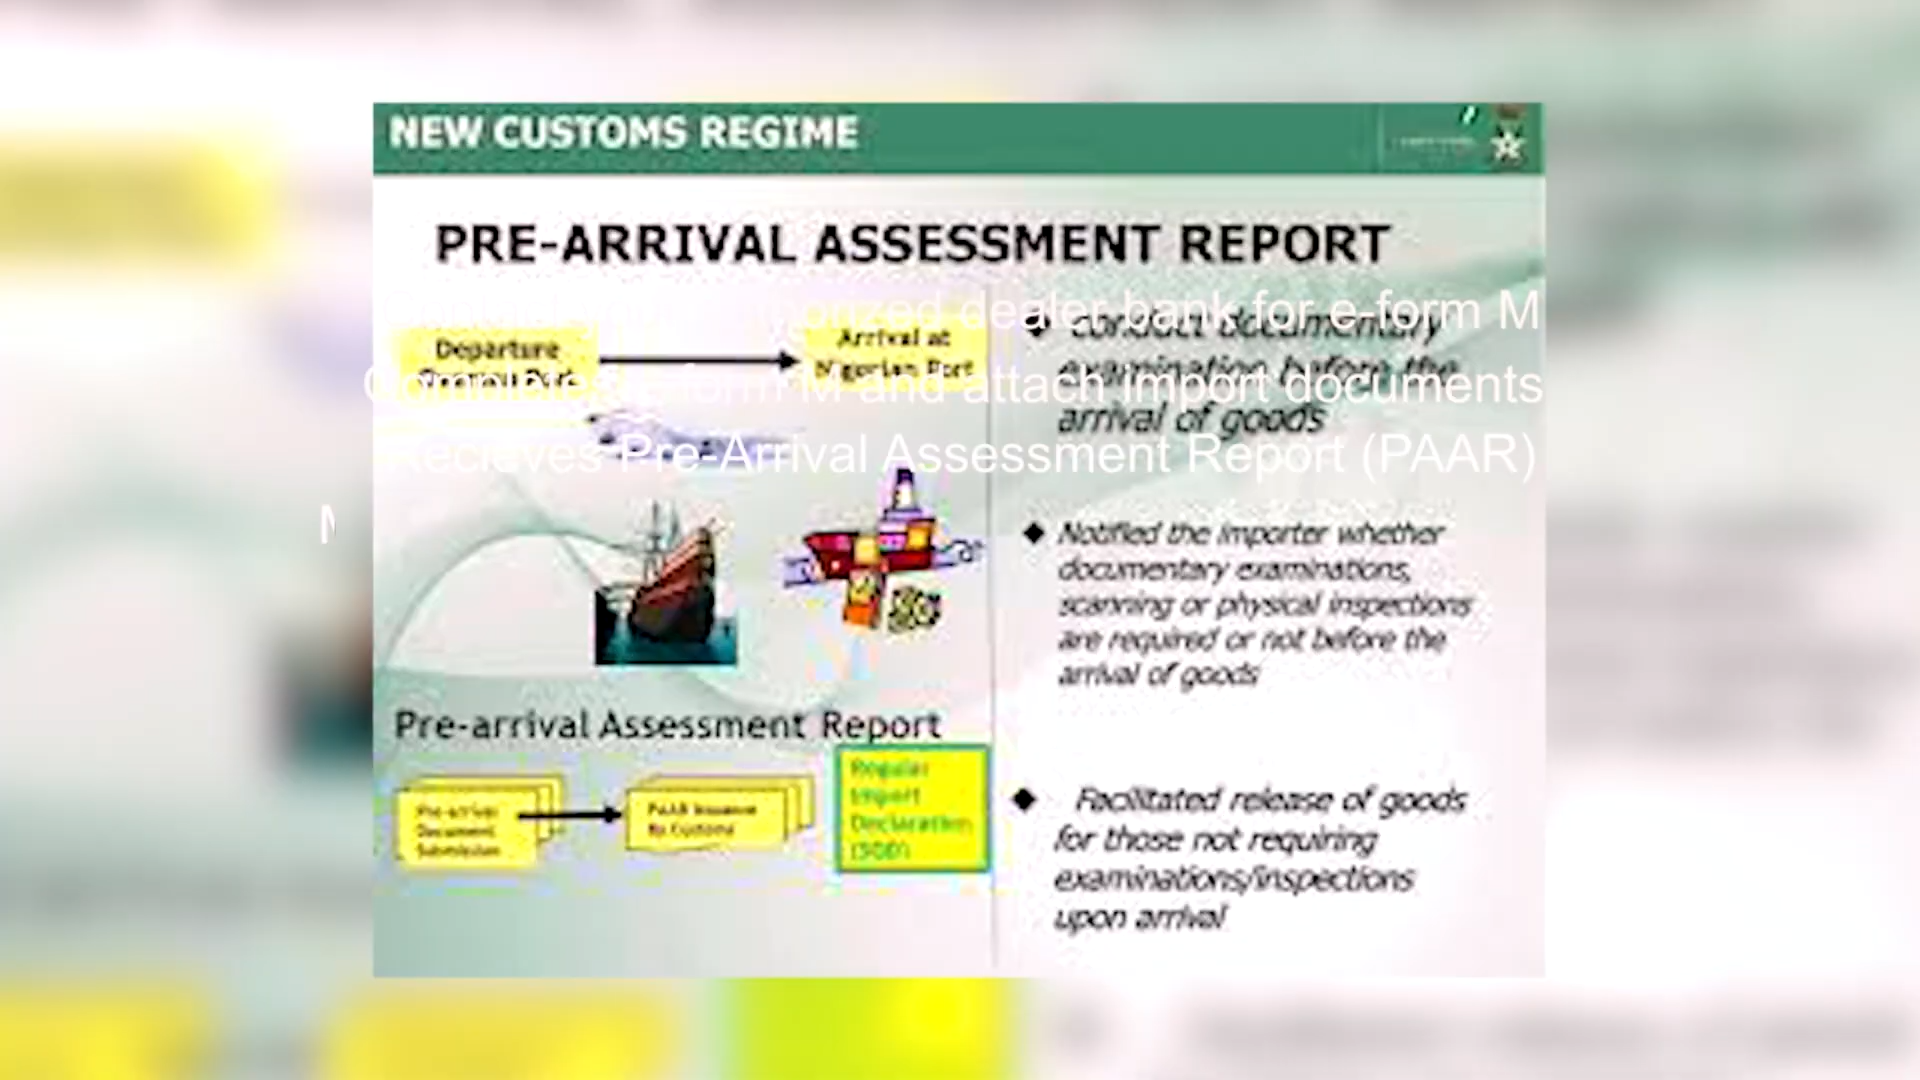 NEW CUSTOMS REGIME
PRE-ARRIVAL ASSESSMENT REPORT
dealer bank for e-form M
form M and attach import documents
Recieves Pre-Arrival Assessment Report (PAAR)
M
Departure
Arrival at
Nigerian Port
conduct documentary
examination before the
arrival of goods
Notified the importer whether
documentary examinations,
scanning or physical inspections
are required or not before the
arrival of goods
Facilitated release of goods
for those not requiring
examinations/inspections
upon arrival
Pre-arrival Assessment Report
Pre-arrival
Document
Submission
PAAR Issuance
By Customs
Regular
Import
Declaration
(SGD)